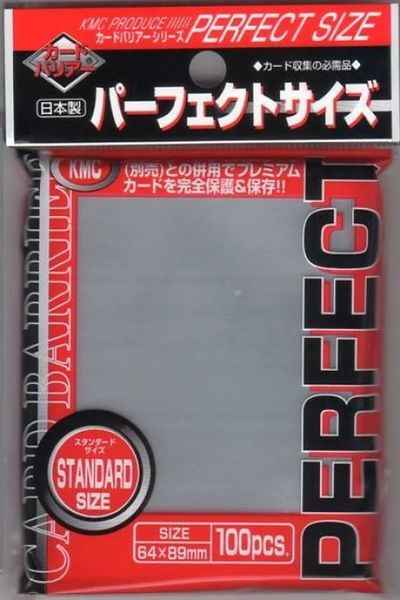 KMC PRODUCE
カードバリアーシリーズ
PERFECT SIZE
カード
バリアー
◆カード収集の必需品◆
日本製
パーフェクトサイズ
KMC
(別売)との併用でプレミアム
カードを完全保護&保存!!
CARD BARRIER
PERFECT
スタンダード
サイズ
STANDARD
SIZE
SIZE
64×89mm
100pcs.